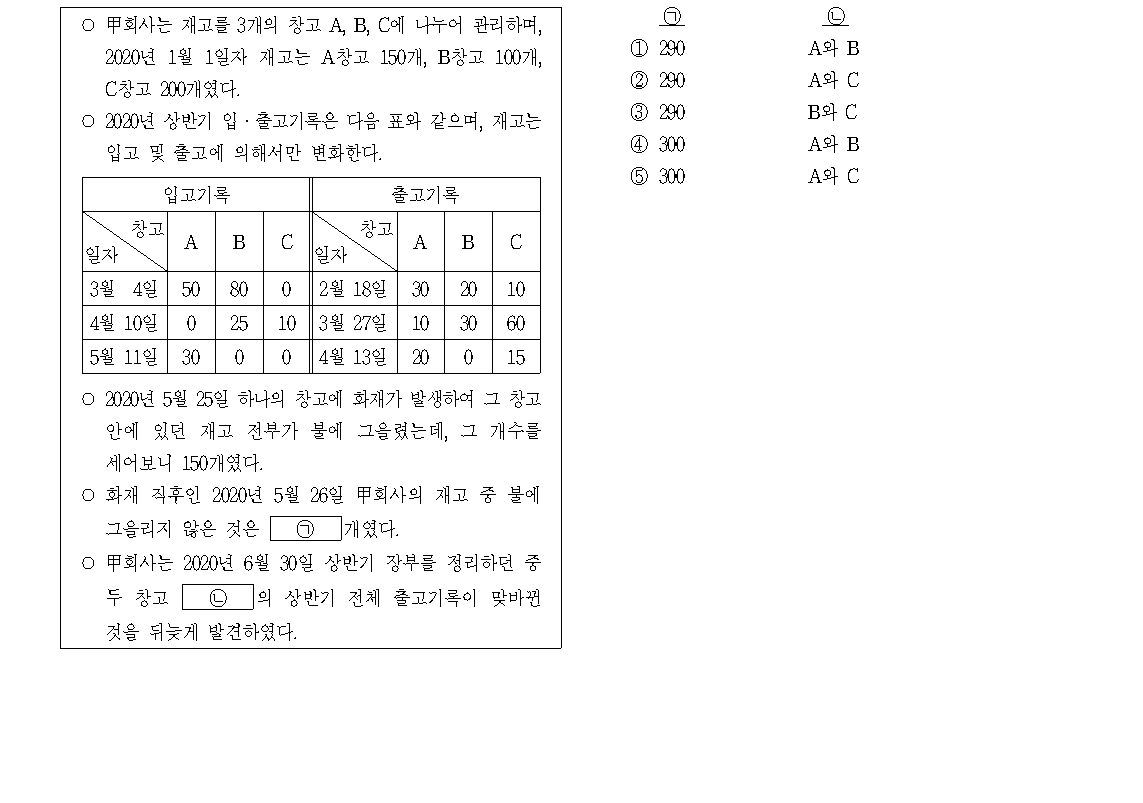 ○ 甲회사는 재고를 3개의 창고 A, B, C에 나누어 관리하며,
2020년 1월 1일자 재고는 A창고 150개, B창고 100개,
C창고 200개였다.
○ 2020년 상반기 입·출고기록은 다음 표와 같으며, 재고는
입고 및 출고에 의해서만 변화한다.
입고기록 출고기록
창고 일자 A B C 창고 일자 A B C
3월 4일 50 80 0 2월 18일 30 20 10
4월 10일 0 25 10 3월 27일 10 30 60
5월 11일 30 0 0 4월 13일 20 0 15
○ 2020년 5월 25일 하나의 창고에 화재가 발생하여 그 창고
안에 있던 재고 전부가 불에 그을렸는데, 그 개수를
세어보니 150개였다.
○ 화재 직후인 2020년 5월 26일 甲회사의 재고 중 불에
그을리지 않은 것은 ㉠ 개였다.
○ 甲회사는 2020년 6월 30일 상반기 장부를 정리하던 중
두 창고 ㉡ 의 상반기 전체 출고기록이 맞바뀐
것을 뒤늦게 발견하였다.
㉠ ㉡
① 290 A와 B
② 290 A와 C
③ 290 B와 C
④ 300 A와 B
⑤ 300 A와 C